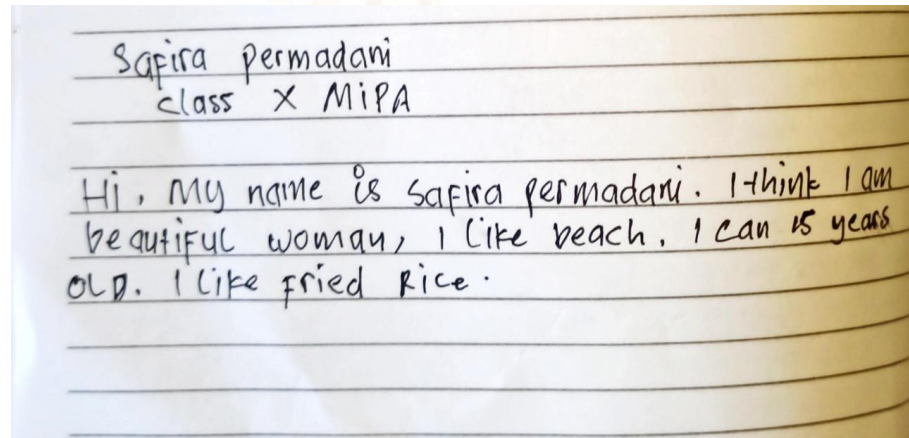 Safira permadani
class X MiPA
Hi, My name is safira permadani. I think I am
beautiful woman, I like beach. I can 15 years
OLD. I like Fried Rice.